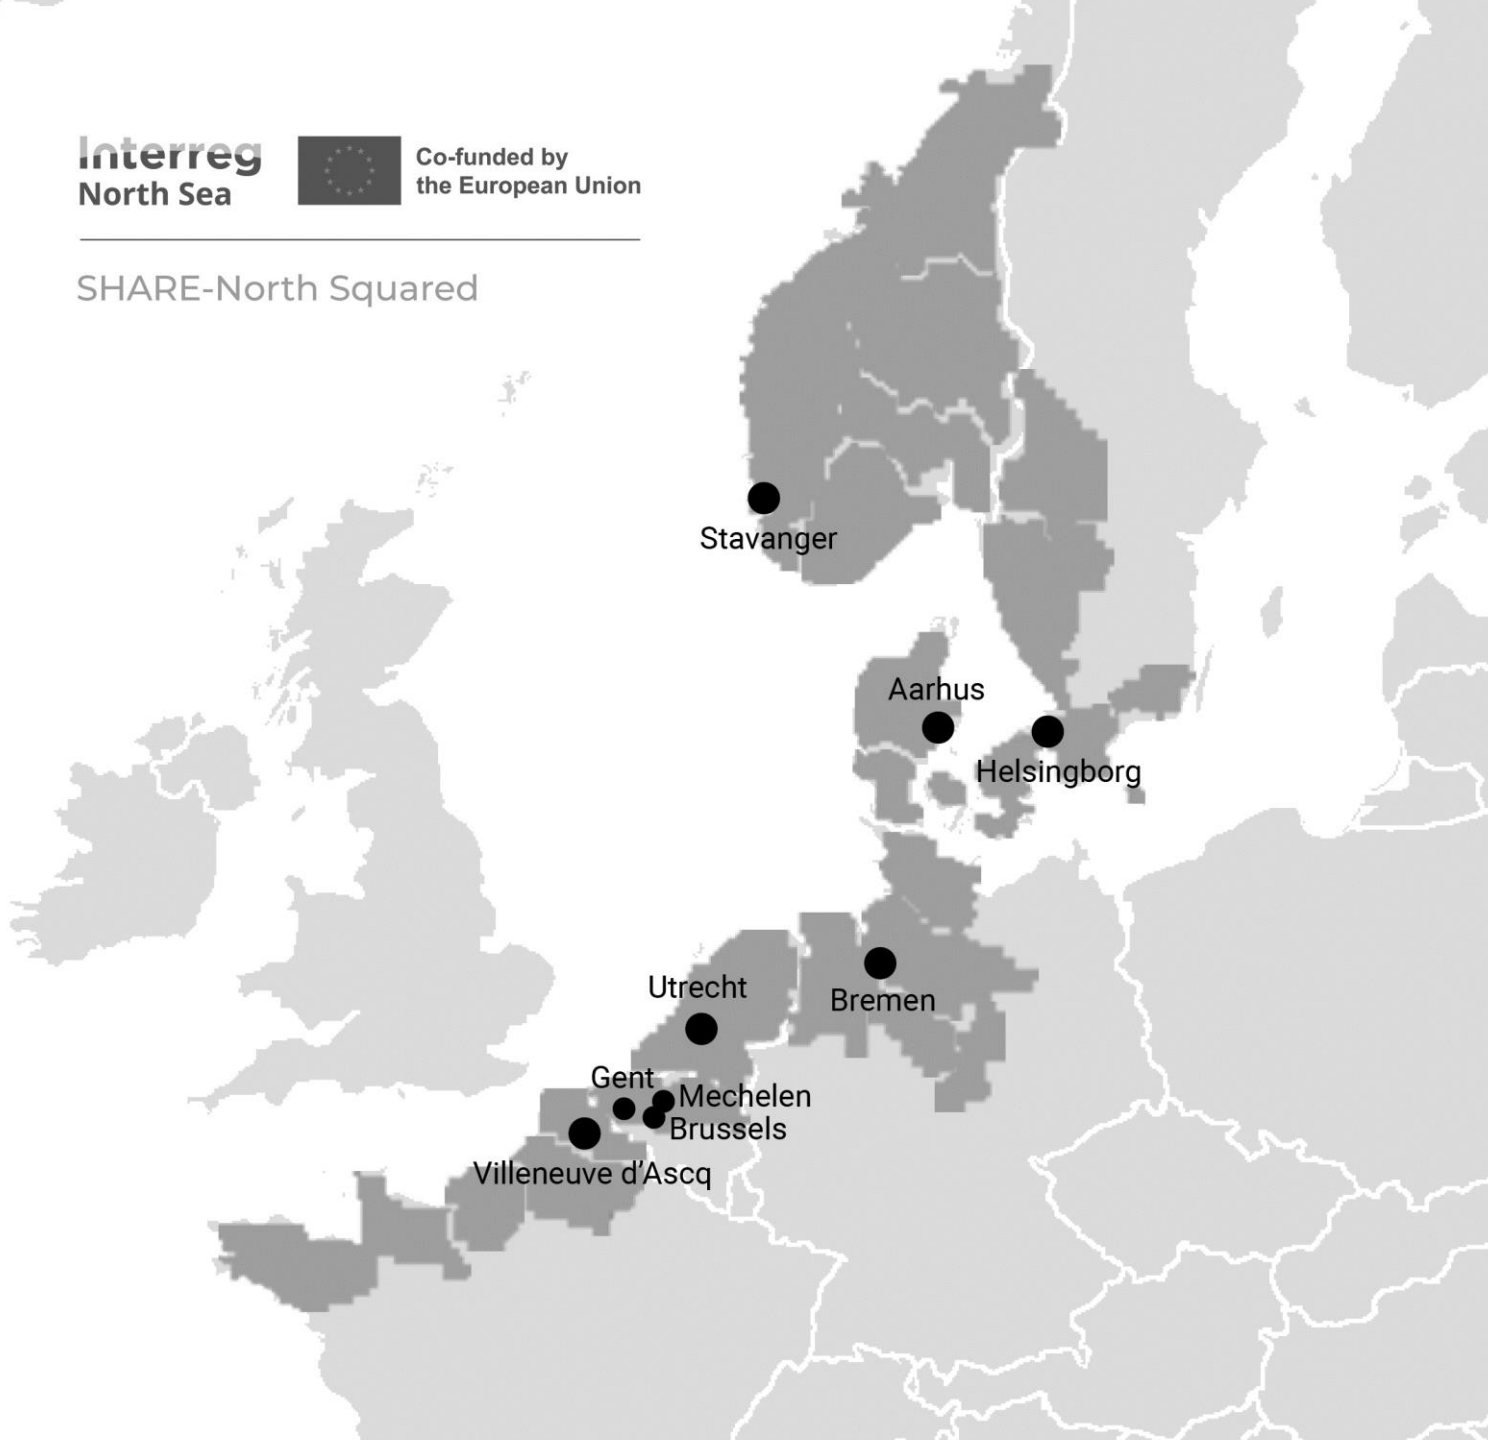 Interreg
North Sea
Co-funded by
the European Union
SHARE-North Squared
Stavanger
Aarhus
Helsingborg
Bremen
Utrecht
Gent
Mechelen
Brussels
Villeneuve d’Ascq